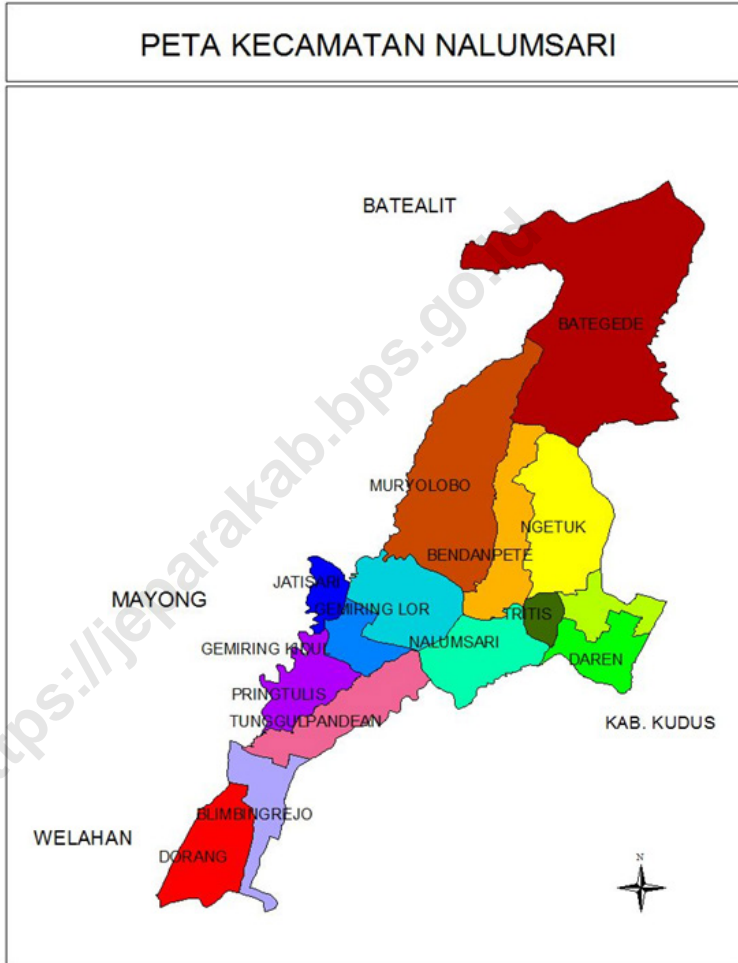 PETA KECAMATAN NALUMSARI
BATEALIT
BATEGEDE
MURYOLOBO
NGETUK
BENDANPETE
JATISARI
MAYONG
GEMIRING LOR
TRITIS
NALUMSARI
GEMIRING KIDUL
DAREN
PRINGTULIS
TUNGGULPANDEAN
KAB. KUDUS
BLIMBINGREJO
WELAHAN
DORANG
N
https://jeparakab.bps.go.id